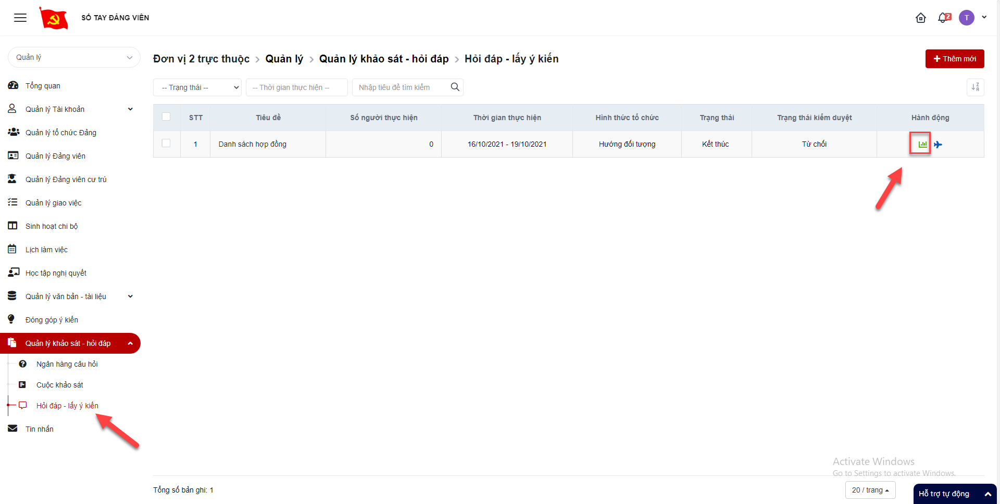 SỔ TAY ĐẢNG VIÊN
2
T
Quản lý
Tổng quan
Quản lý Tài khoản
Quản lý tổ chức Đảng
Quản lý Đảng viên
Quản lý Đảng viên cư trú
Quản lý giao việc
Sinh hoạt chi bộ
Lịch làm việc
Học tập nghị quyết
Quản lý văn bản - tài liệu
Đóng góp ý kiến
Quản lý khảo sát - hỏi đáp
Ngân hàng câu hỏi
Cuộc khảo sát
Hỏi đáp - lấy ý kiến
Tin nhắn
Đơn vị 2 trực thuộc > Quản lý > Quản lý khảo sát - hỏi đáp > Hỏi đáp - lấy ý kiến
+ Thêm mới
-- Trạng thái -- -- Thời gian thực hiện -- Nhập tiêu đề tìm kiếm
Z
A
STT Tiêu đề Số người thực hiện Thời gian thực hiện Hình thức tổ chức Trạng thái Trạng thái kiểm duyệt Hành động
1 Danh sách hợp đồng 0 16/10/2021 - 19/10/2021 Hướng đối tượng Kết thúc Từ chối
Activate Windows
Go to Settings to activate Windows.
Tổng số bản ghi: 1
20 / trang
Hỗ trợ tự động